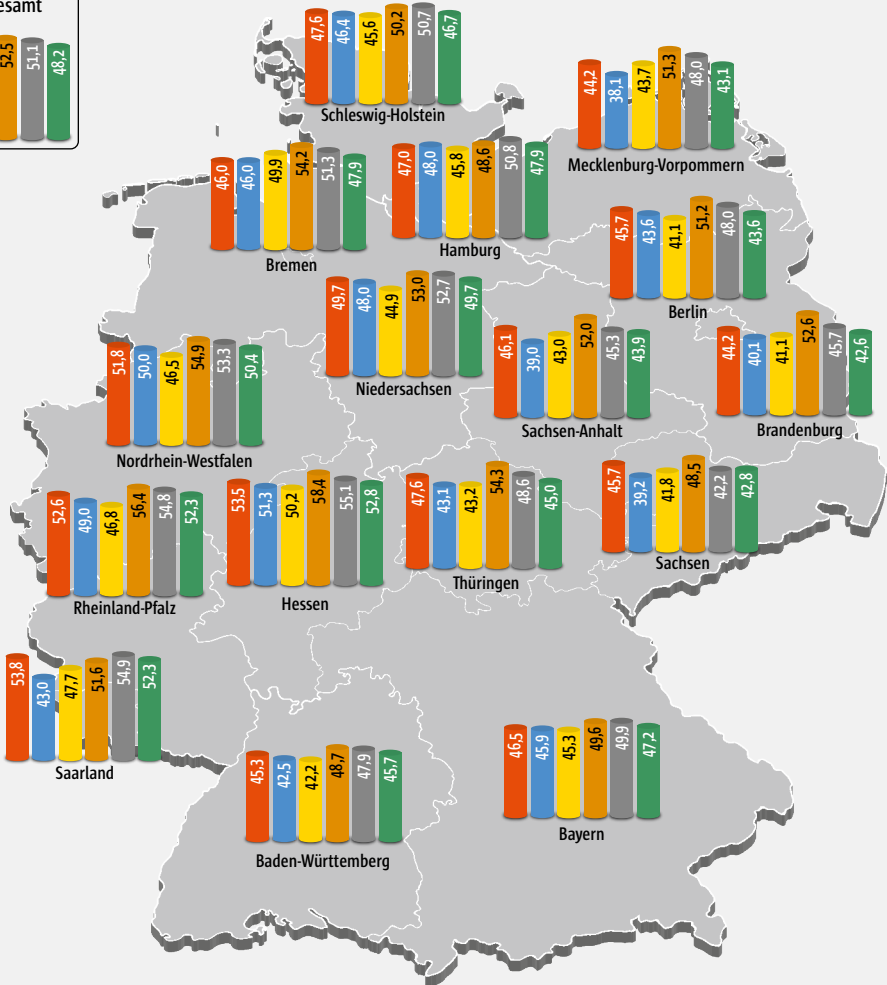 52,5 51,1 48,2
47,6 46,4 45,6 50,2 50,7 46,7
Schleswig-Holstein
44,2 38,1 43,7 51,3 48,0 43,1
Mecklenburg-Vorpommern
46,0 46,0 49,9 54,2 51,3 47,9
Bremen
47,0 48,0 45,8 48,6 50,8 47,9
Hamburg
45,7 43,6 41,1 51,2 48,0 43,6
Berlin
49,7 48,0 44,9 53,0 52,7 49,7
Niedersachsen
46,1 39,0 43,0 52,0 45,3 43,9
Sachsen-Anhalt
44,2 40,1 41,1 52,6 45,7 42,6
Brandenburg
51,8 50,0 46,5 54,9 53,3 50,4
Nordrhein-Westfalen
52,6 49,0 46,8 56,4 54,8 52,3
Rheinland-Pfalz
53,5 51,3 50,2 58,4 55,1 52,8
Hessen
47,6 43,1 43,2 54,3 48,6 45,0
Thüringen
45,7 39,2 41,8 48,5 42,2 42,8
Sachsen
53,8 43,0 47,7 51,6 54,9 52,3
Saarland
45,3 42,5 42,2 48,7 47,9 45,7
Baden-Württemberg
46,5 45,9 45,3 49,6 49,9 47,2
Bayern